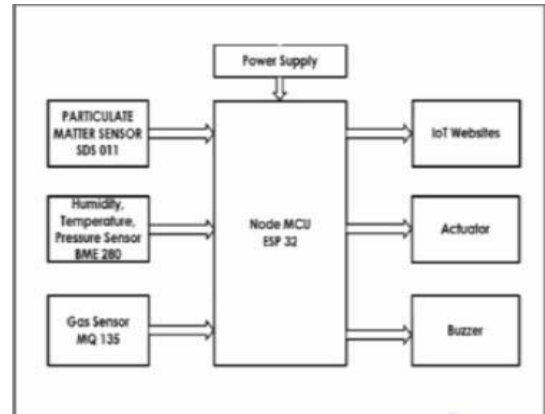 Power Supply
PARTICULATE
MATTER SENSOR
SDS 011
IoT Websites
Humidity,
Temperature,
Pressure Sensor
BME 280
Node MCU
ESP 32
Actuator
Gas Sensor
MQ 135
Buzzer